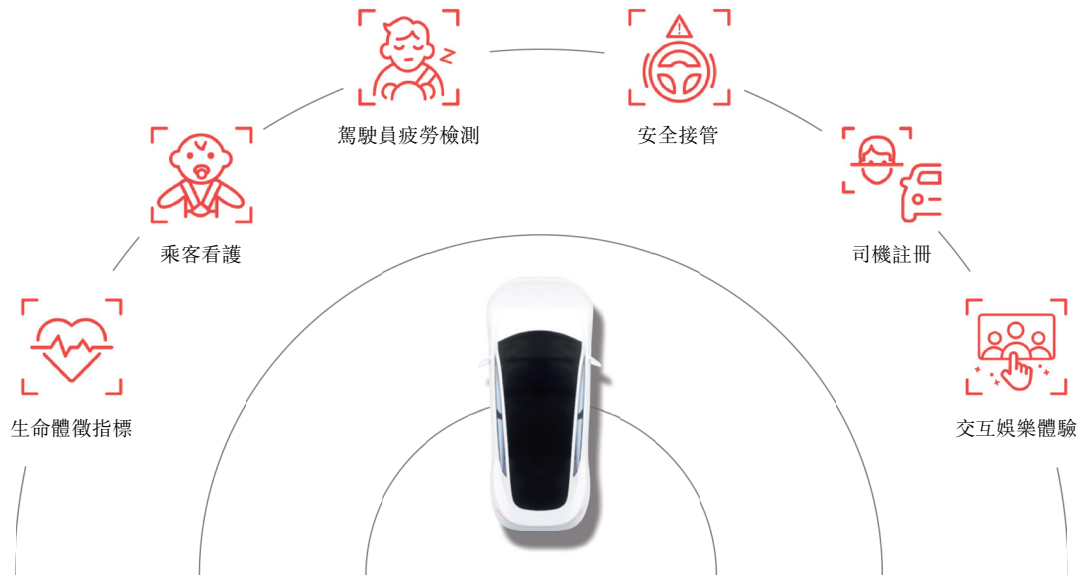 駕駛員疲勞檢測
安全接管
乘客看護
司機註冊
生命體徵指標
交互娛樂體驗